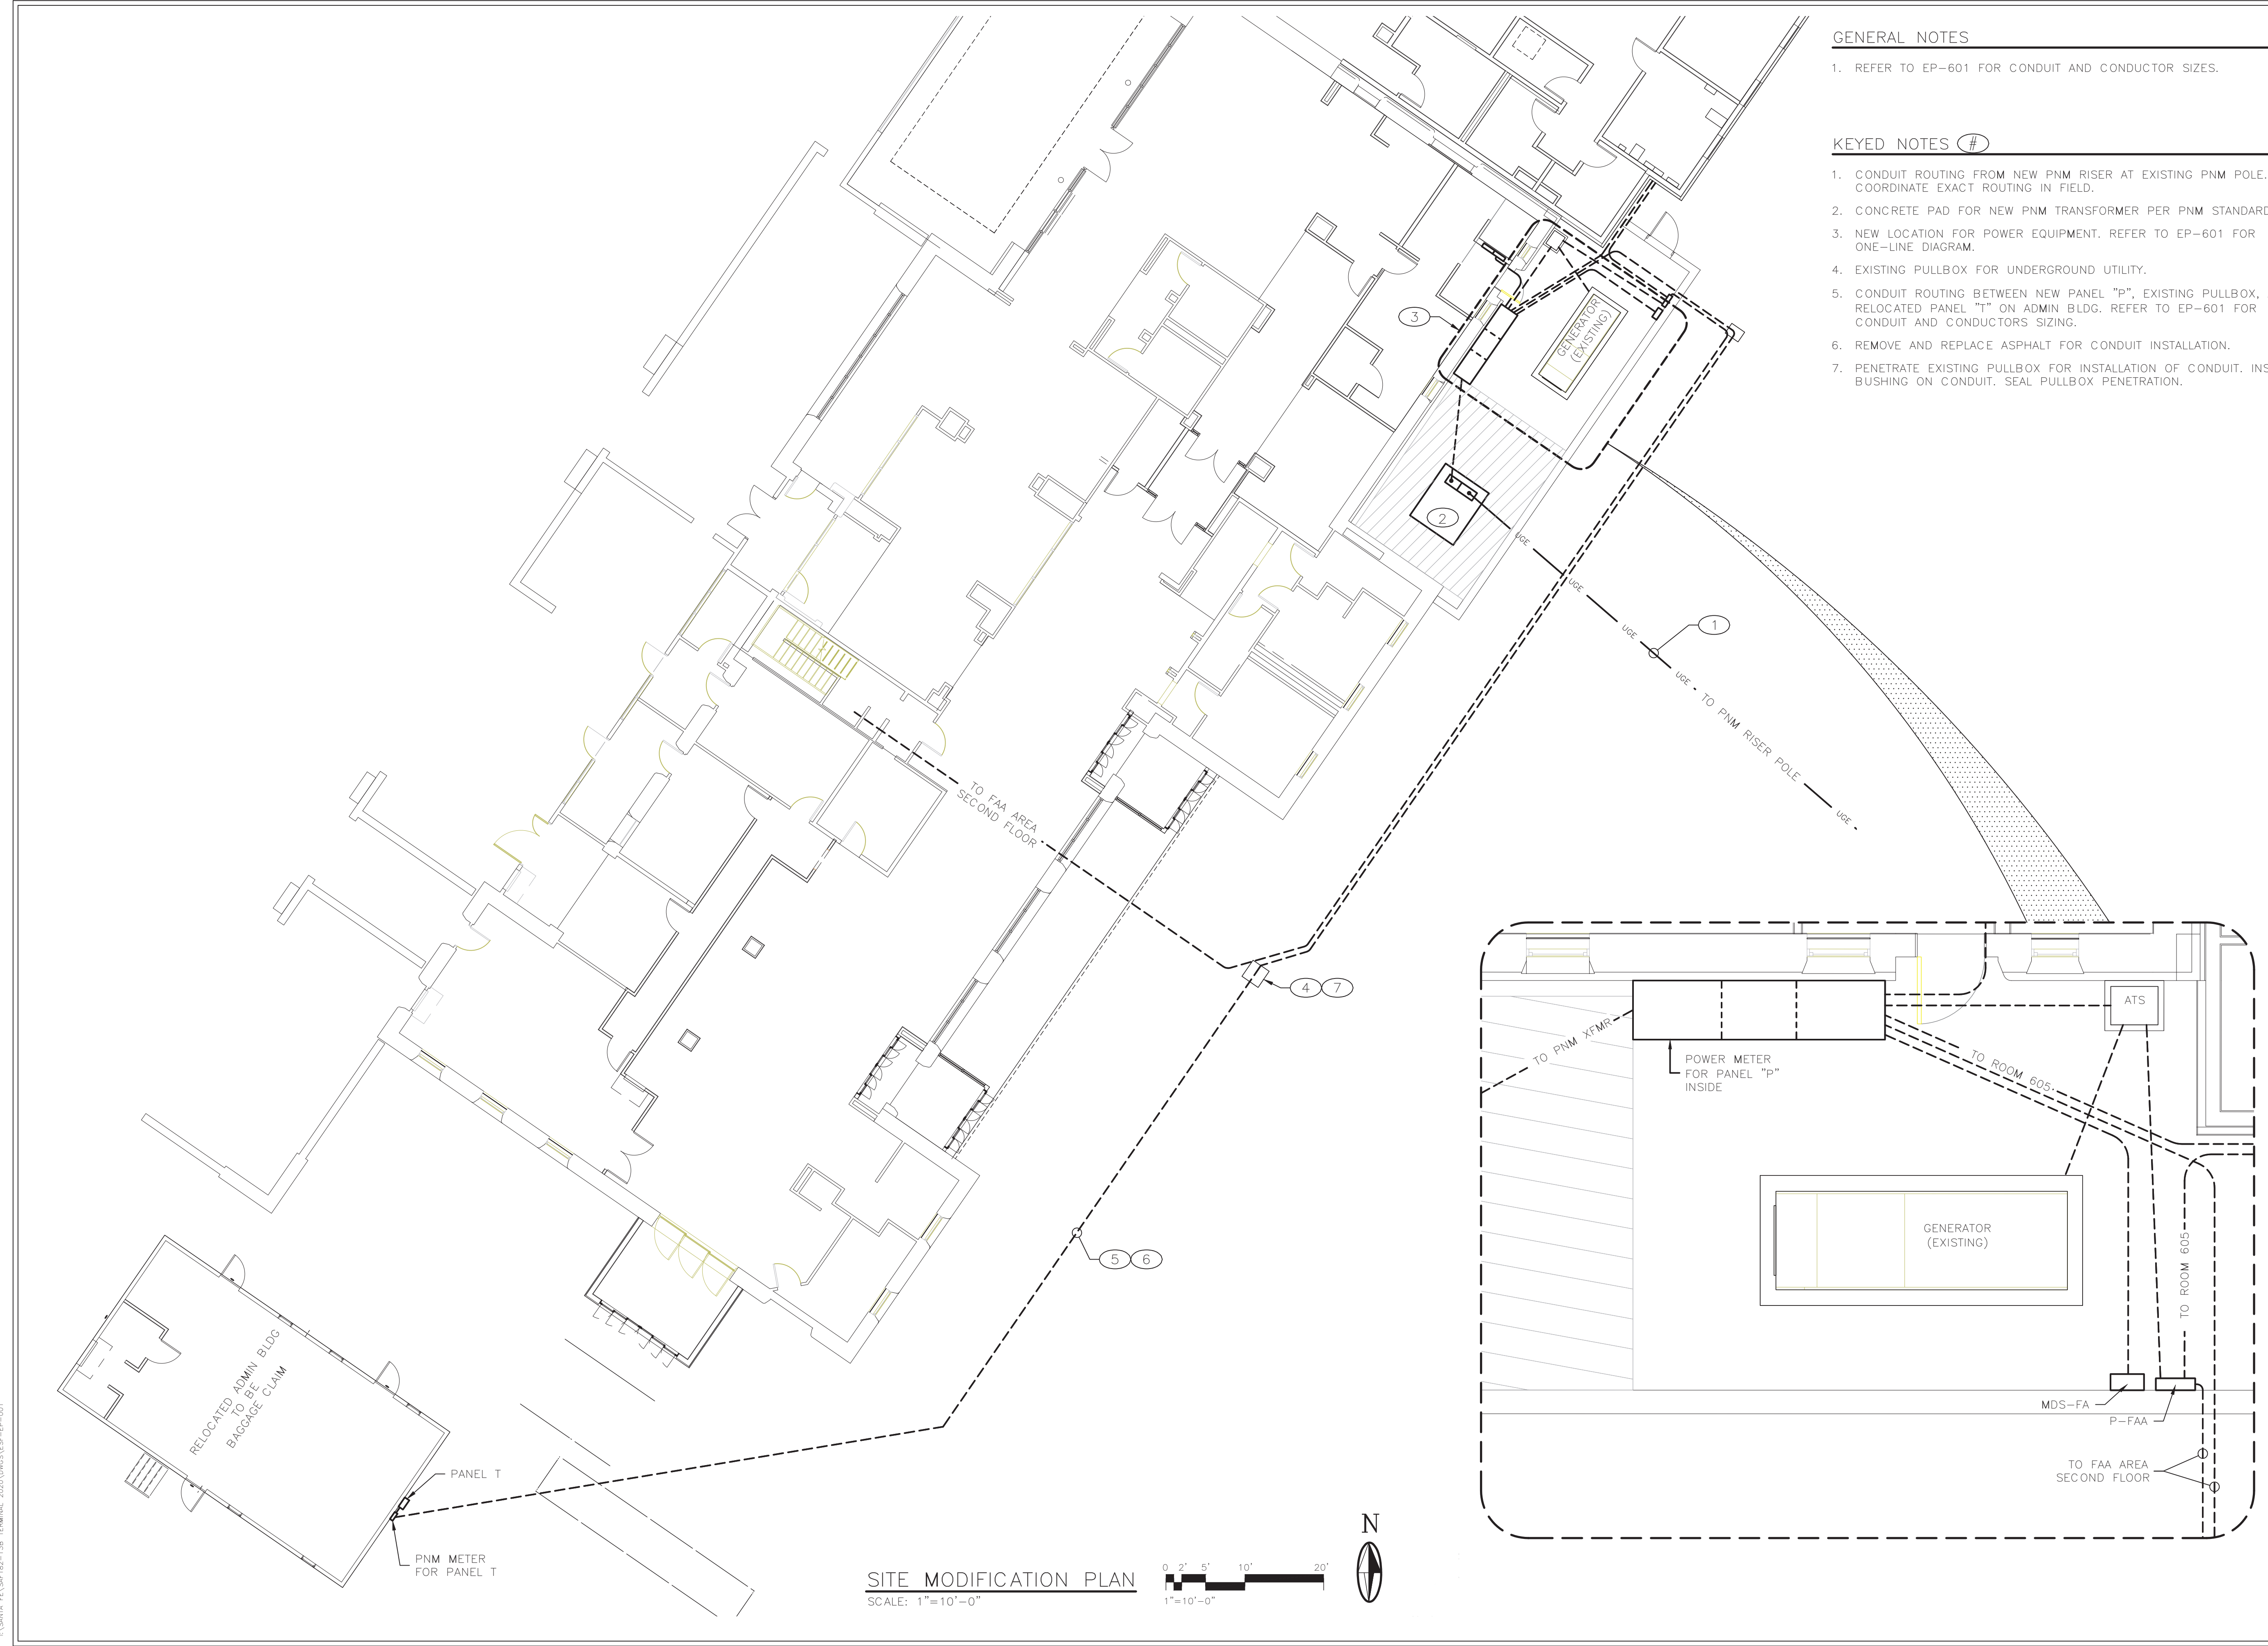 GENERAL NOTES
1. REFER TO EP-601 FOR CONDUIT AND CONDUCTOR SIZES.
KEYED NOTES #
1. CONDUIT ROUTING FROM NEW PNM RISER AT EXISTING PNM POLE.
COORDINATE EXACT ROUTING IN FIELD.
2. CONCRETE PAD FOR NEW PNM TRANSFORMER PER PNM STANDARD
3. NEW LOCATION FOR POWER EQUIPMENT. REFER TO EP-601 FOR
ONE-LINE DIAGRAM.
4. EXISTING PULLBOX FOR UNDERGROUND UTILITY.
5. CONDUIT ROUTING BETWEEN NEW PANEL "P", EXISTING PULLBOX,
RELOCATED PANEL "T" ON ADMIN BLDG. REFER TO EP-601 FOR
CONDUIT AND CONDUCTORS SIZING.
6. REMOVE AND REPLACE ASPHALT FOR CONDUIT INSTALLATION.
7. PENETRATE EXISTING PULLBOX FOR INSTALLATION OF CONDUIT. INS
BUSHING ON CONDUIT. SEAL PULLBOX PENETRATION.
3
GENERATOR
(EXISTING)
2
UGE
UGE
UGE
1
UGE
TO PNM RISER POLE
UGE
TO FAA AREA
SECOND FLOOR
4 7
5 6
ATS
TO PNM XFMR
POWER METER
FOR PANEL "P"
INSIDE
TO ROOM 605
GENERATOR
(EXISTING)
TO ROOM 605
MDS-FA
P-FAA
TO FAA AREA
SECOND FLOOR
RELOCATED ADMIN BLDG
TO BE
BAGGAGE CLAIM
PANEL T
PNM METER
FOR PANEL T
SITE MODIFICATION PLAN
SCALE: 1"=10'-0"
0 2' 5' 10' 20'
1"=10'-0"
N